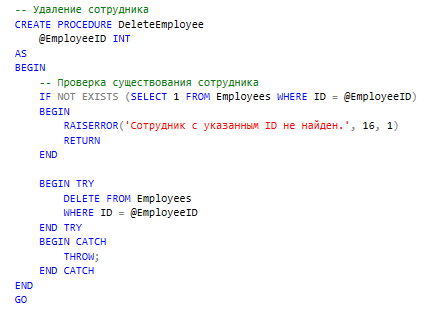 -- Удаление сотрудника
CREATE PROCEDURE DeleteEmployee
    @EmployeeID INT
AS
BEGIN
    -- Проверка существования сотрудника
    IF NOT EXISTS (SELECT 1 FROM Employees WHERE ID = @EmployeeID)
    BEGIN
        RAISERROR('Сотрудник с указанным ID не найден.', 16, 1)
        RETURN
    END

    BEGIN TRY
        DELETE FROM Employees
        WHERE ID = @EmployeeID
    END TRY
    BEGIN CATCH
        THROW;
    END CATCH
END
GO